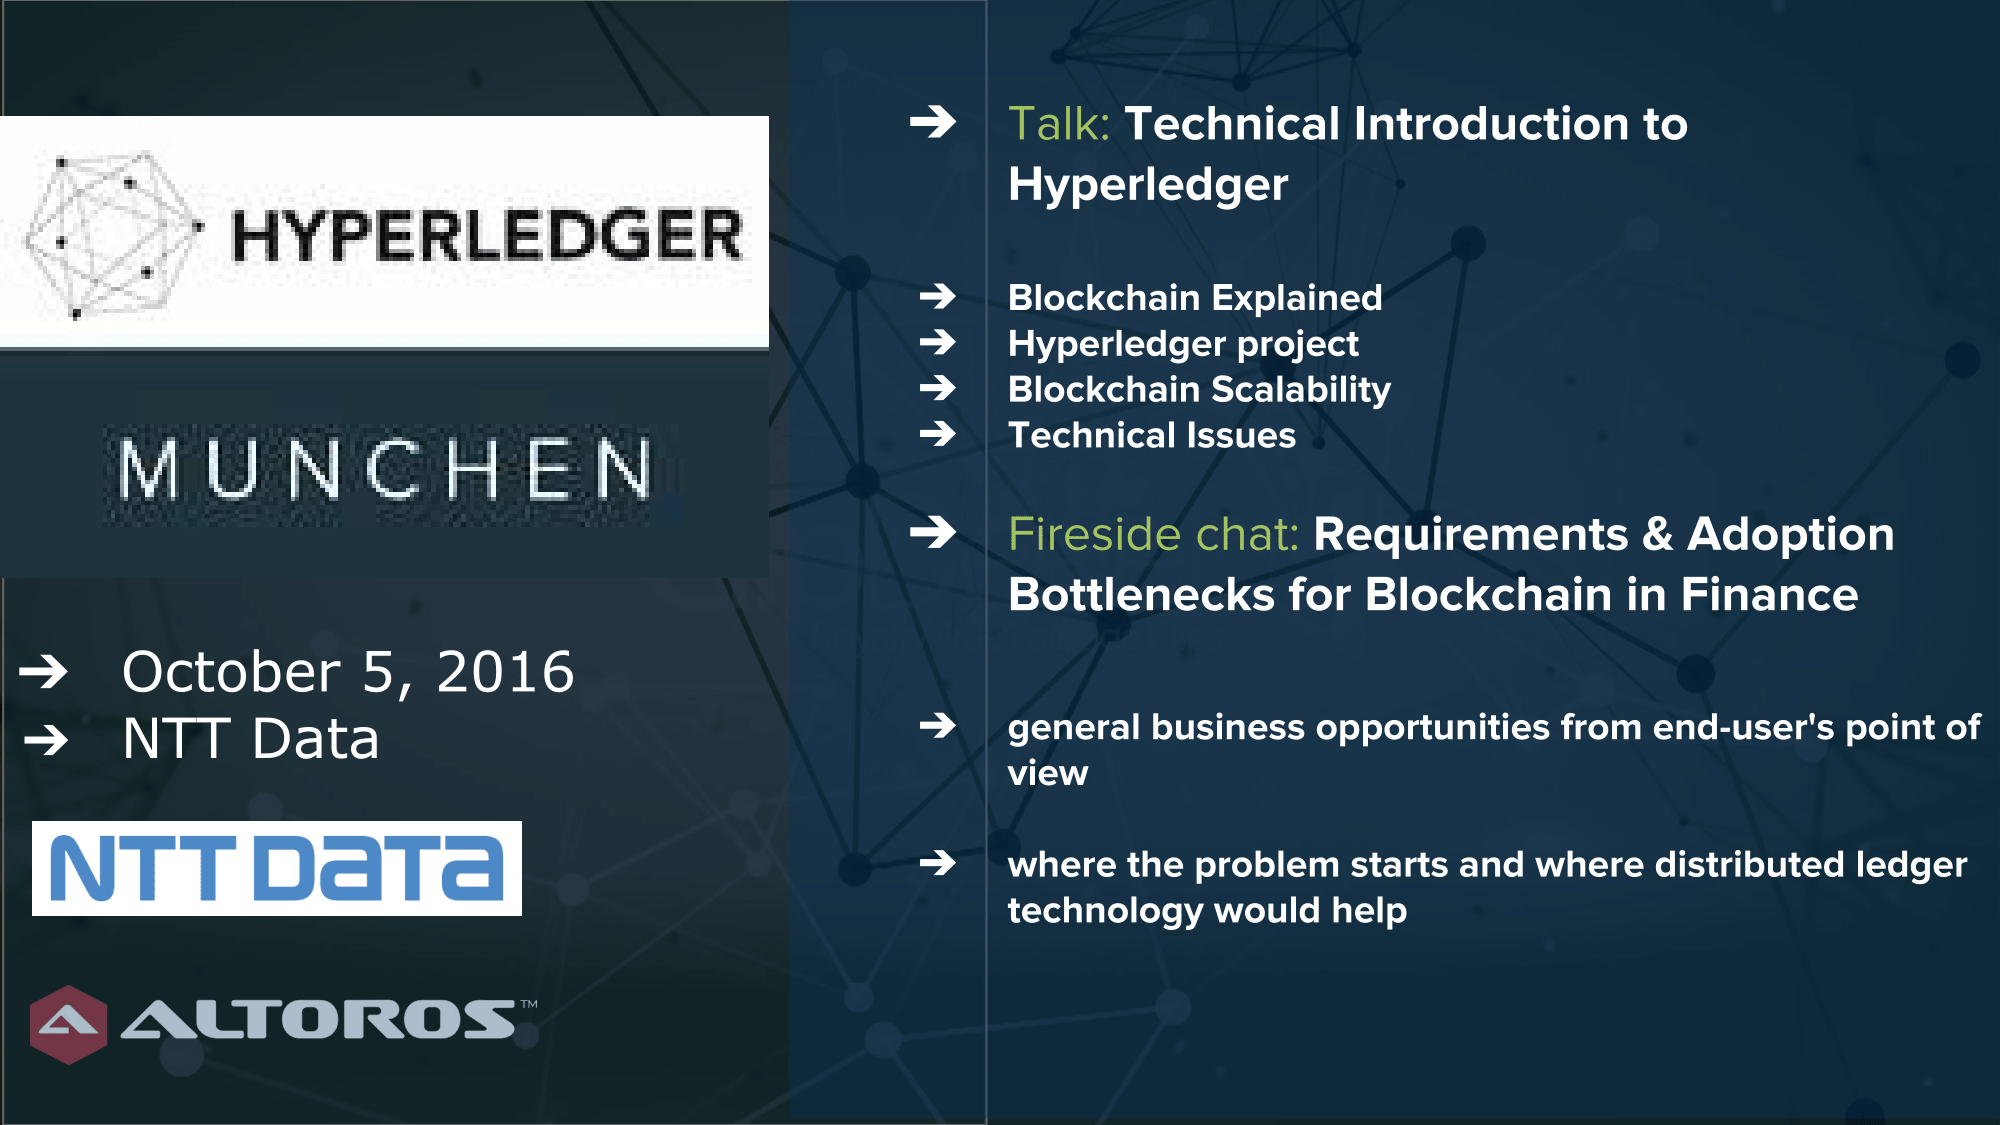 HYPERLEDGER
MUNCHEN
➔ October 5, 2016
➔ NTT Data
NTT DATA
ALTOROS™
➔ Talk: Technical Introduction to
Hyperledger
➔ Blockchain Explained
➔ Hyperledger project
➔ Blockchain Scalability
➔ Technical Issues
➔ Fireside chat: Requirements & Adoption
Bottlenecks for Blockchain in Finance
➔ general business opportunities from end-user's point of
view
➔ where the problem starts and where distributed ledger
technology would help